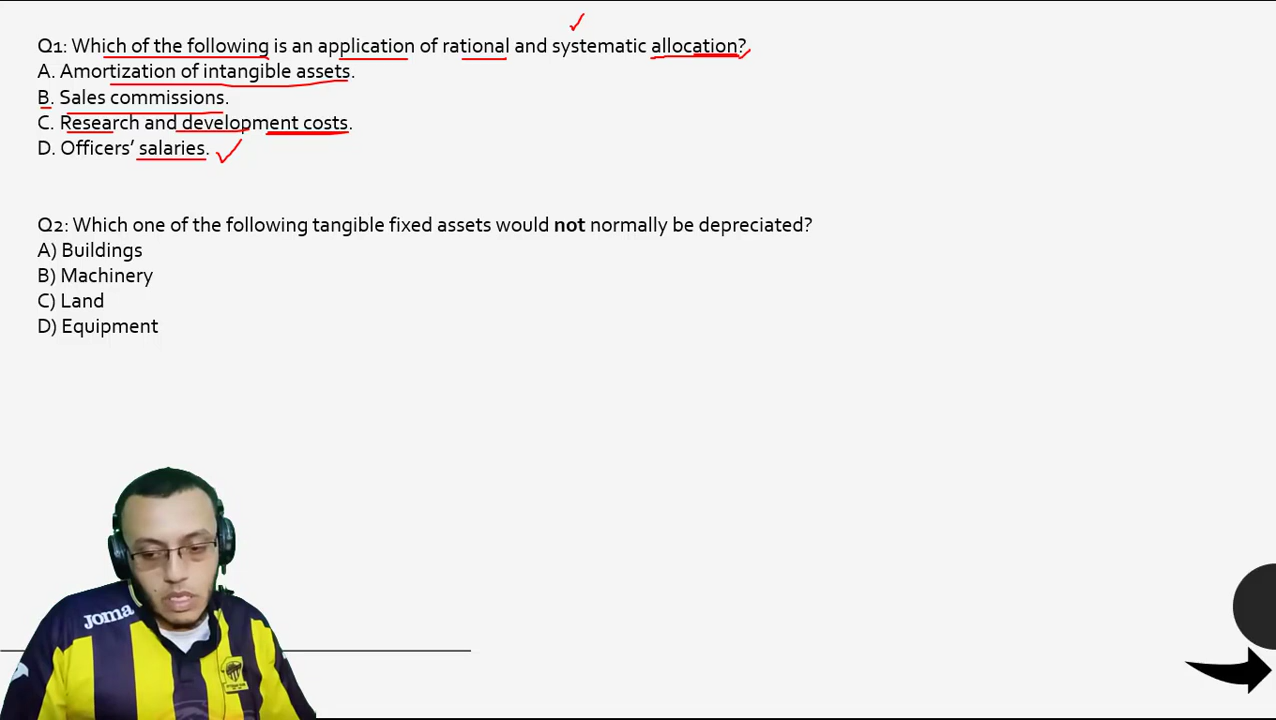 Q1: Which of the following is an application of rational and systematic allocation?
A. Amortization of intangible assets.
B. Sales commissions.
C. Research and development costs.
D. Officers’ salaries.
Q2: Which one of the following tangible fixed assets would not normally be depreciated?
A) Buildings
B) Machinery
C) Land
D) Equipment
JOMA